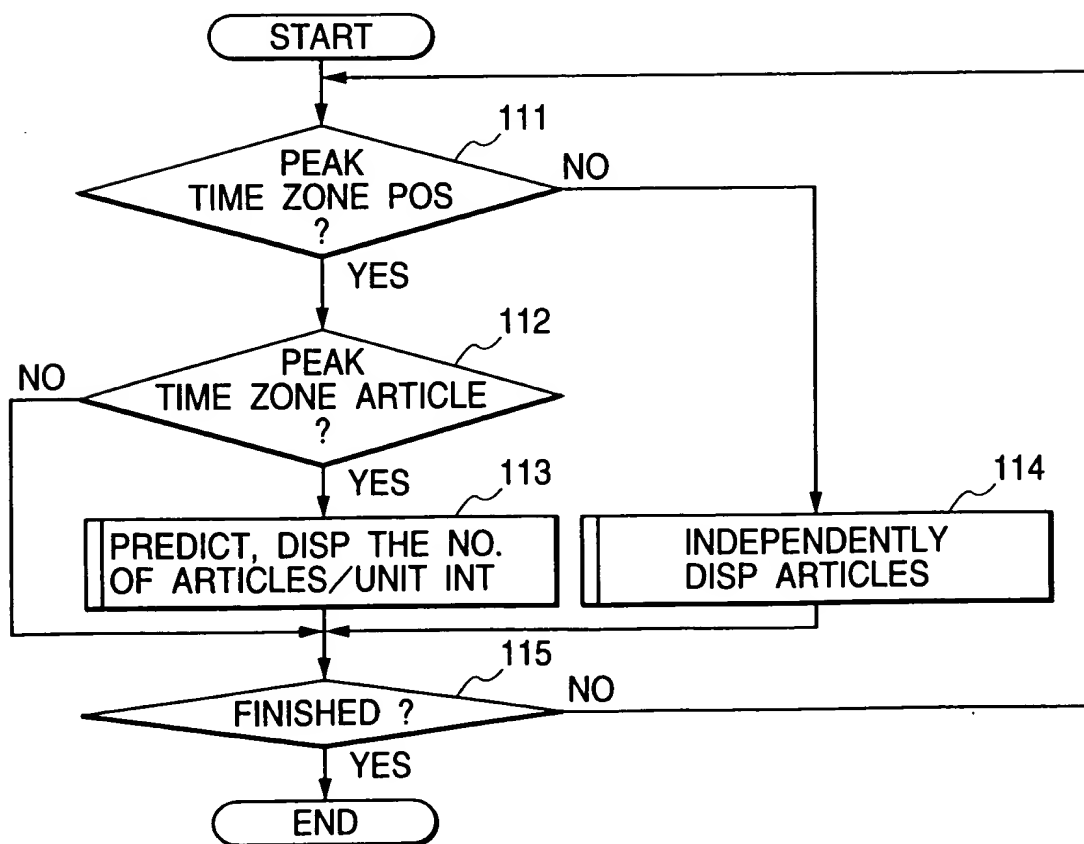 START
111
PEAK
TIME ZONE POS
?
NO
YES
112
PEAK
TIME ZONE ARTICLE
?
NO
YES
113
PREDICT, DISP THE NO.
OF ARTICLES/UNIT INT
114
INDEPENDENTLY
DISP ARTICLES
115
FINISHED ?
NO
YES
END